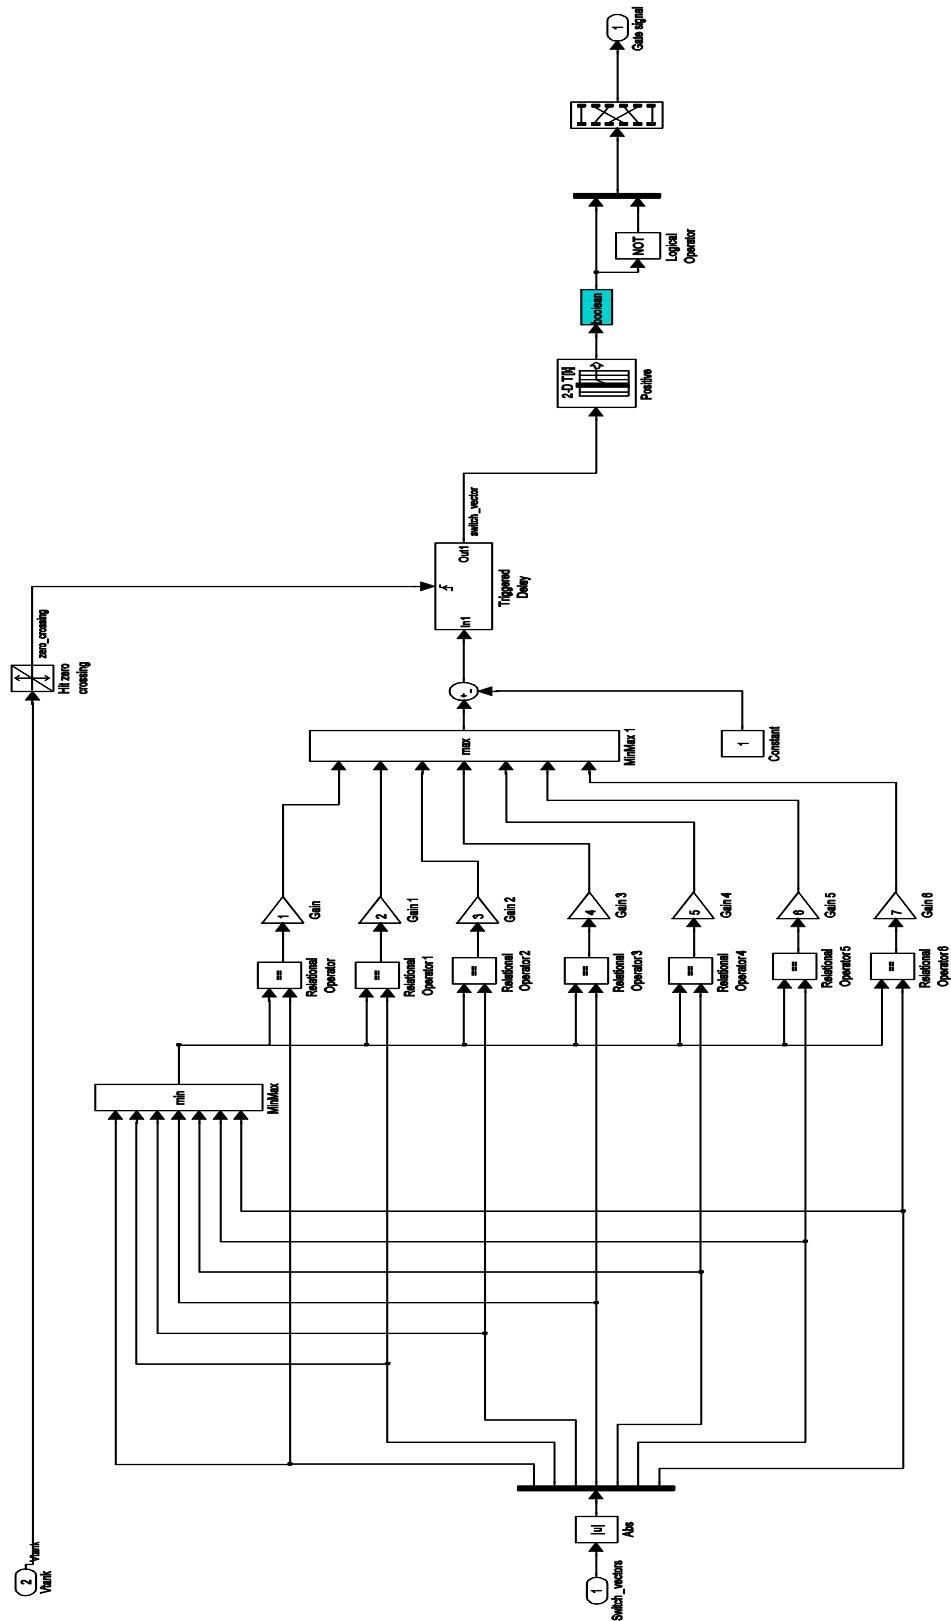 2
Vtank
Vtank
Hit zero
crossing
zero_crossing
1
Switch_vectors
|u|
Abs
min
MinMax
==
Relational
Operator
==
Relational
Operator1
==
Relational
Operator2
==
Relational
Operator3
==
Relational
Operator4
==
Relational
Operator5
==
Relational
Operator6
1
Gain
2
Gain 1
3
Gain 2
4
Gain 3
5
Gain 4
6
Gain 5
7
Gain 6
max
MinMax 1
1
Constant
+
-
In1
Out1
Triggered
Delay
switch_vector
2-D T[k]
Positive
boolean
NOT
Logical
Operator
1
Gate signal